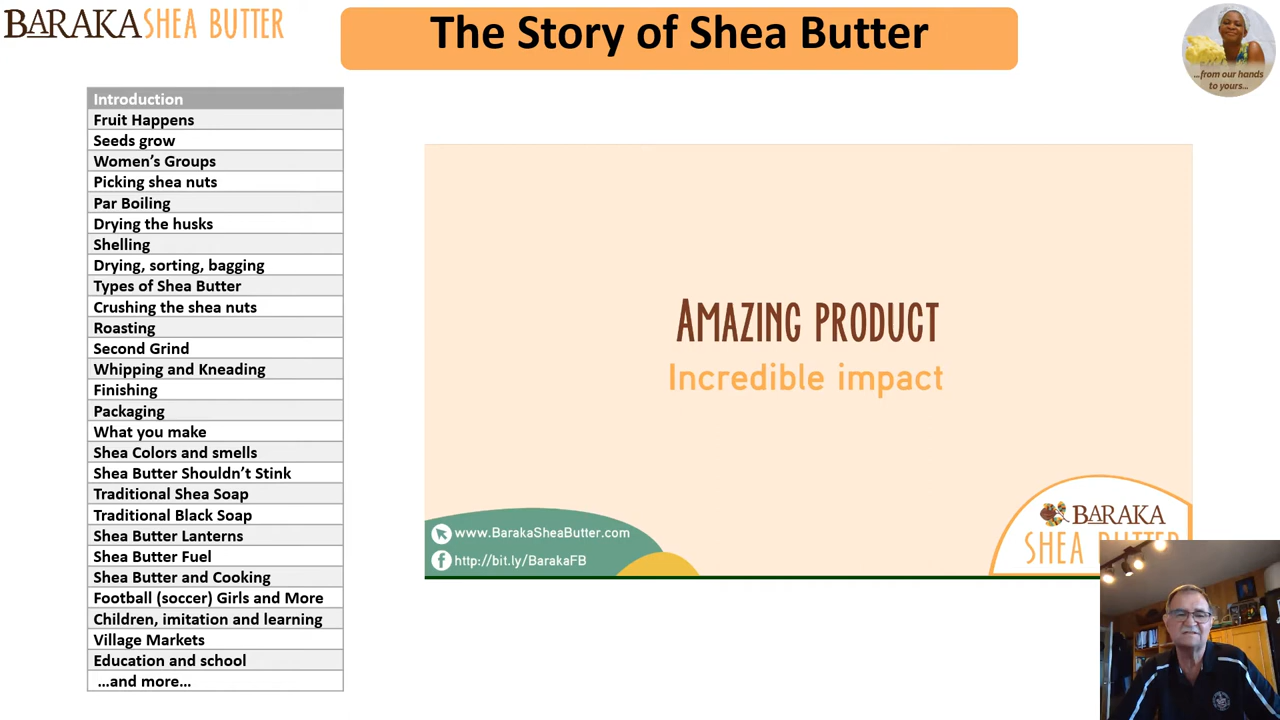 BARAKA SHEA BUTTER
The Story of Shea Butter
...from our hands
to yours...
Introduction
Fruit Happens
Seeds grow
Women's Groups
Picking shea nuts
Par Boiling
Drying the husks
Shelling
Drying, sorting, bagging
Types of Shea Butter
Crushing the shea nuts
Roasting
Second Grind
Whipping and Kneading
Finishing
Packaging
What you make
Shea Colors and smells
Shea Butter Shouldn't Stink
Traditional Shea Soap
Traditional Black Soap
Shea Butter Lanterns
Shea Butter Fuel
Shea Butter and Cooking
Football (soccer) Girls and More
Children, imitation and learning
Village Markets
Education and school
...and more...
AMAZING PRODUCT
Incredible impact
www.BarakaSheaButter.com
http://bit.ly/BarakaFB
BARAKA
SHEA BUTTER